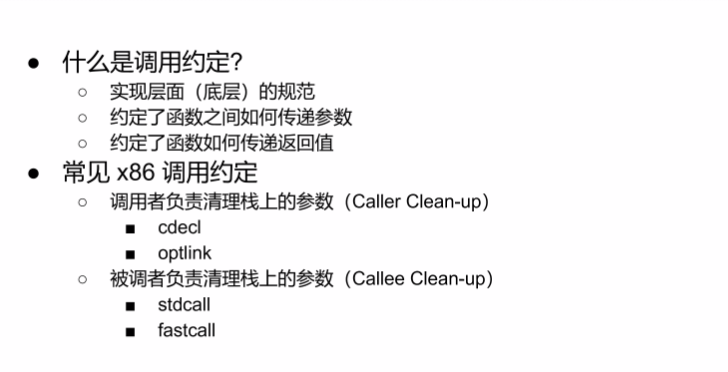 什么是调用约定?
实现层面（底层）的规范
约定了函数之间如何传递参数
约定了函数如何传递返回值
常见 x86 调用约定
调用者负责清理栈上的参数（Caller Clean-up）
cdecl
optlink
被调者负责清理栈上的参数（Callee Clean-up）
stdcall
fastcall